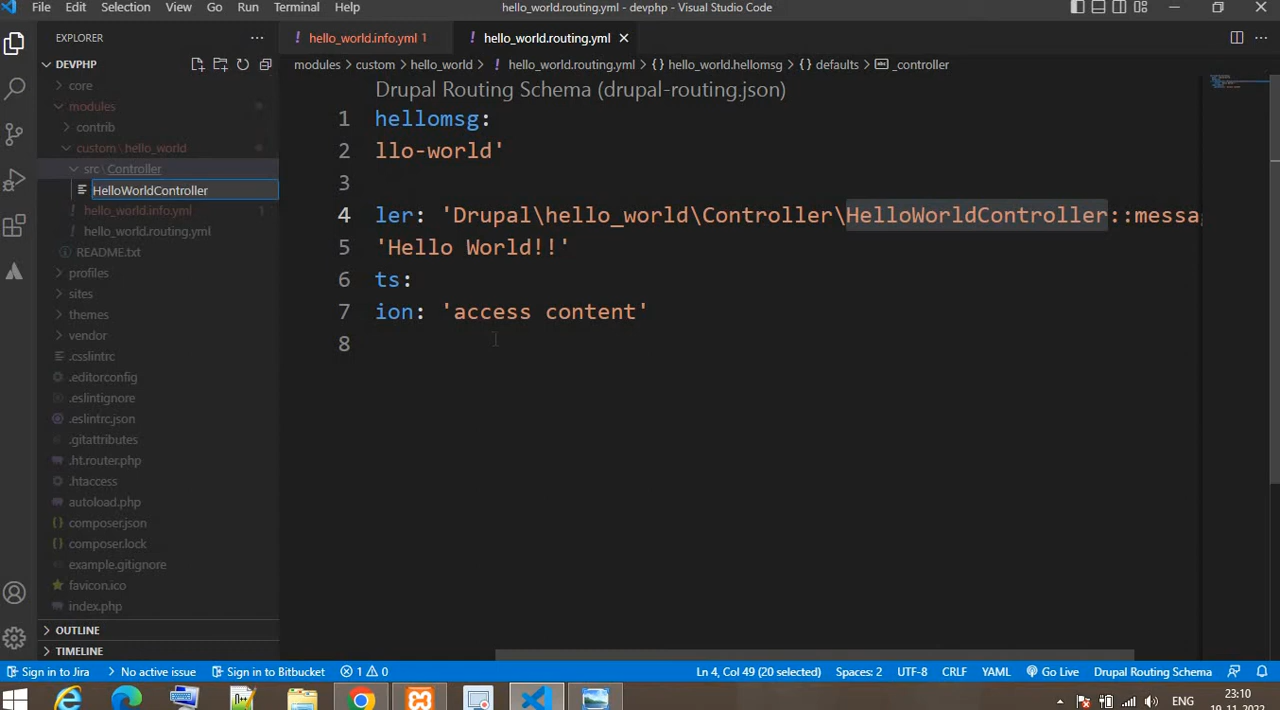 File Edit Selection View Go Run Terminal Help
hello_world.routing.yml - devphp - Visual Studio Code
EXPLORER
hello_world.info.yml 1
hello_world.routing.yml
DEVPHP
modules > custom > hello_world > hello_world.routing.yml > {} hello_world.hellomsg > {} defaults > _controller
core
modules
contrib
custom \ hello_world
src \ Controller
HelloWorldController
hello_world.info.yml 1
hello_world.routing.yml
README.txt
profiles
sites
themes
vendor
.csslintrc
.editorconfig
.eslintignore
.eslintrc.json
.gitattributes
.ht.router.php
.htaccess
autoload.php
composer.json
composer.lock
example.gitignore
favicon.ico
index.php
OUTLINE
TIMELINE
Drupal Routing Schema (drupal-routing.json)
1 hellomsg:
2 llo-world'
3
4 ler: 'Drupal\hello_world\Controller\HelloWorldController::messa
5 'Hello World!!'
6 ts:
7 ion: 'access content'
8
Sign in to Jira No active issue Sign in to Bitbucket 1 0 Ln 4, Col 49 (20 selected) Spaces: 2 UTF-8 CRLF YAML Go Live Drupal Routing Schema
ENG
23:10
19-11-2022